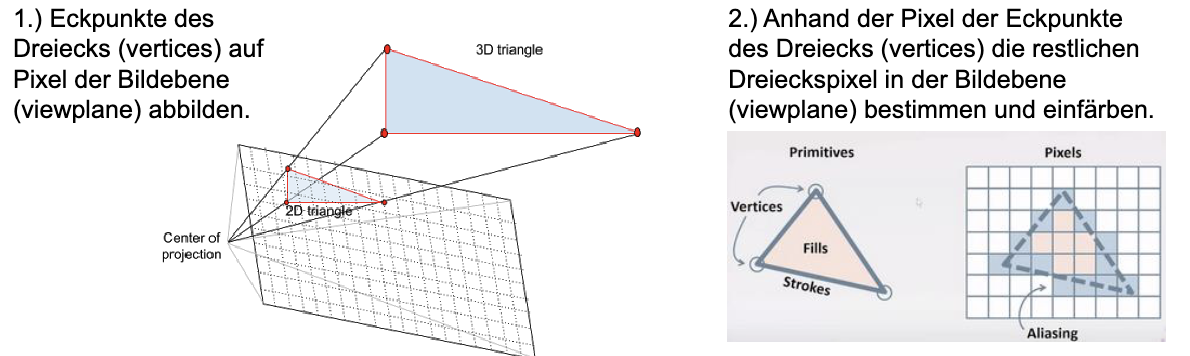 1.) Eckpunkte des
Dreiecks (vertices) auf
Pixel der Bildebene
(viewplane) abbilden.
3D triangle
2D triangle
Center of
projection
2.) Anhand der Pixel der Eckpunkte
des Dreiecks (vertices) die restlichen
Dreieckspixel in der Bildebene
(viewplane) bestimmen und einfärben.
Primitives
Vertices
Fills
Strokes
Pixels
Aliasing